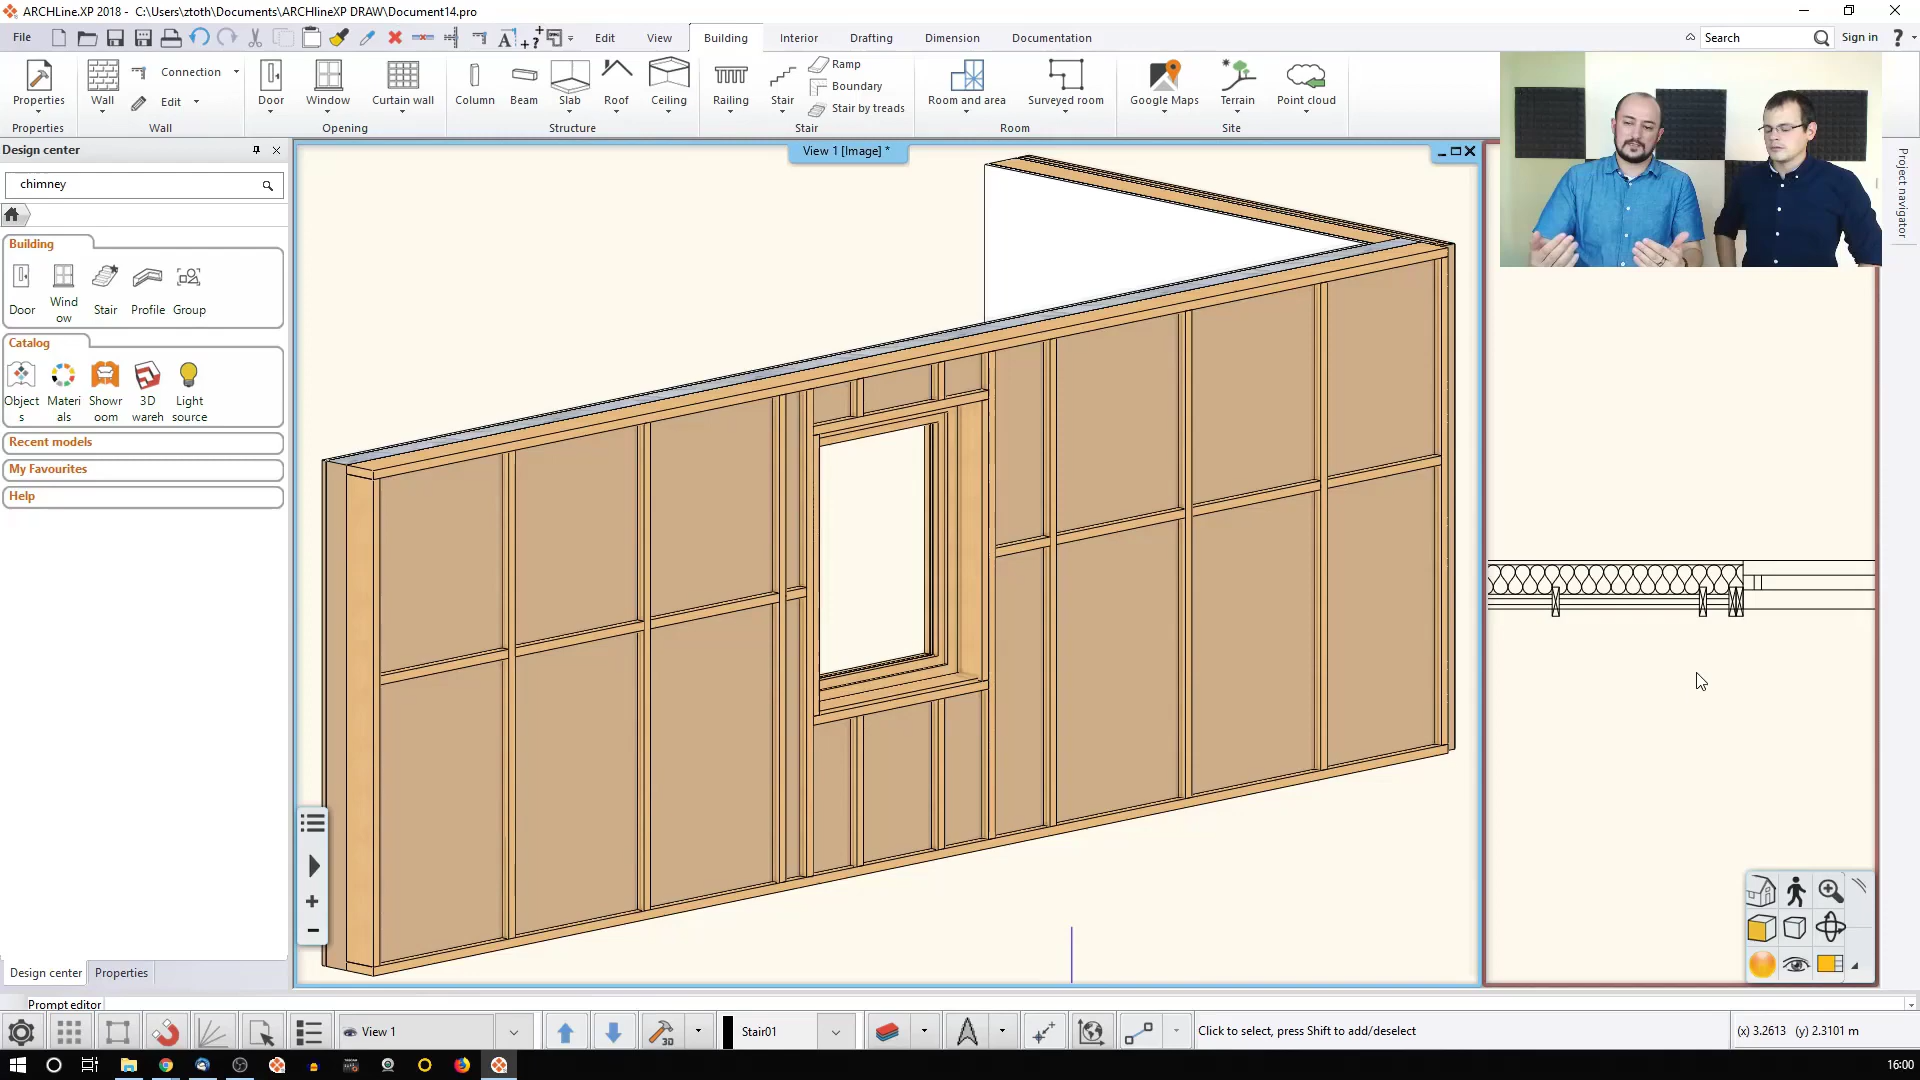 ARCHLine.XP 2018 - C:\Users\ztoth\Documents\ARCHlineXP DRAW\Document14.pro
File Edit View Building Interior Drafting Dimension Documentation Search Sign in ?
Properties Wall Connection Edit Door Window Curtain wall Column Beam Slab Roof Ceiling Railing Stair Ramp Boundary Stair by treads Room and area Surveyed room Google Maps Terrain Point cloud
Properties Wall Opening Structure Stair Room Site
Design center
View 1 [Image] *
Project navigator
chimney
Building
Door
Wind
ow
Stair
Profile
Group
Catalog
Object
s
Materi
als
Showr
oom
3D
wareh
Light
source
Recent models
My Favourites
Help
Design center Properties
Prompt editor
View 1
3D
Stair01
Click to select, press Shift to add/deselect
(x) 3.2613 (y) 2.3101 m
16:00